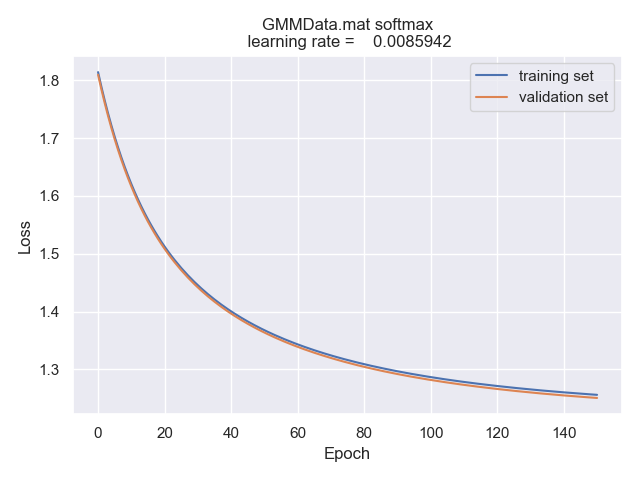 GMMData.mat softmax
learning rate =    0.0085942
training set
validation set
Loss
1.8
1.7
1.6
1.5
1.4
1.3
0 20 40 60 80 100 120 140
Epoch